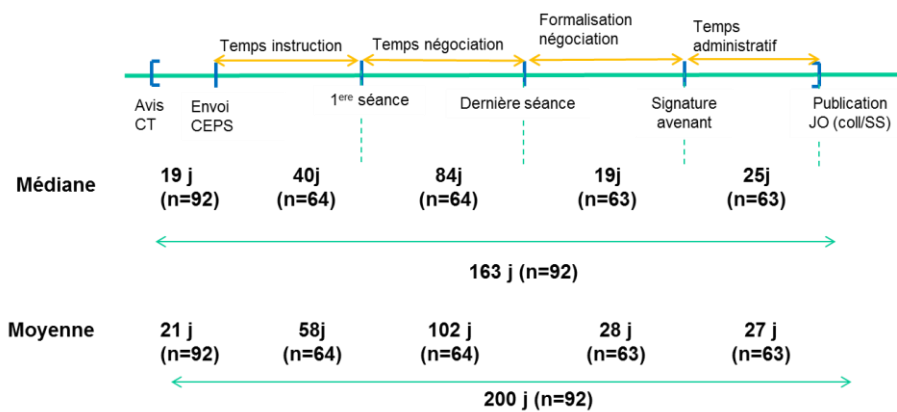 Temps instruction
Temps négociation
Formalisation
négociation
Temps
administratif
Avis
CT
Envoi
CEPS
1ere séance
Dernière séance
Signature
avenant
Publication
JO (coll/SS)
Médiane
19 j
(n=92)
40j
(n=64)
84j
(n=64)
19j
(n=63)
25j
(n=63)
163 j (n=92)
Moyenne
21 j
(n=92)
58j
(n=64)
102 j
(n=64)
28 j
(n=63)
27 j
(n=63)
200 j (n=92)